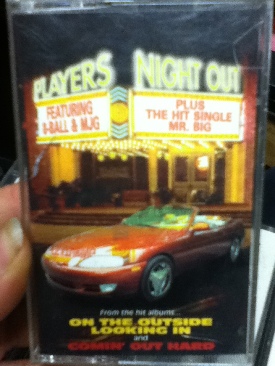 PLAYERS NIGHT OUT
FEATURING
8-BALL & MJG
PLUS
THE HIT SINGLE
MR. BIG
From the hit albums...
ON THE OUTSIDE
LOOKING IN
and
COMIN' OUT HARD